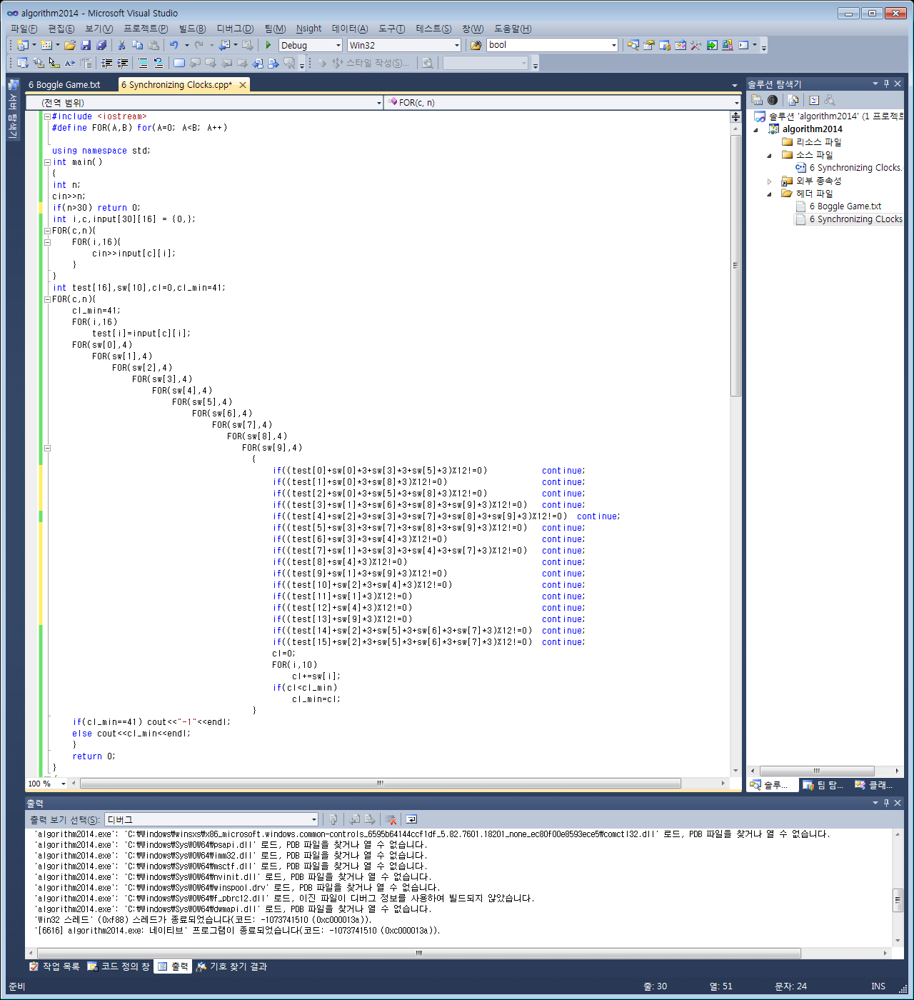 algorithm2014 - Microsoft Visual Studio
파일(F) 편집(E) 보기(V) 프로젝트(P) 빌드(B) 디버그(D) 팀(M) Nsight 데이터(A) 도구(T) 테스트(S) 창(W) 도움말(H)
Debug Win32 bool
스타일 작성(S)...
서버 탐색기
6 Boggle Game.txt 6 Synchronizing Clocks.cpp*
(전역 범위) FOR(c, n)
#include <iostream>
#define FOR(A,B) for(A=0; A<B; A++)
using namespace std;
int main()
{
int n;
cin>>n;
if(n>30) return 0;
int i,c,input[30][16] = {0,};
FOR(c,n){
FOR(i,16){
cin>>input[c][i];
}
}
int test[16],sw[10],cl=0,cl_min=41;
FOR(c,n){
cl_min=41;
FOR(i,16)
test[i]=input[c][i];
FOR(sw[0],4)
FOR(sw[1],4)
FOR(sw[2],4)
FOR(sw[3],4)
FOR(sw[4],4)
FOR(sw[5],4)
FOR(sw[6],4)
FOR(sw[7],4)
FOR(sw[8],4)
FOR(sw[9],4)
{
if((test[0]+sw[0]*3+sw[3]*3+sw[5]*3)%12!=0) continue;
if((test[1]+sw[0]*3+sw[8]*3)%12!=0) continue;
if((test[2]+sw[0]*3+sw[5]*3+sw[8]*3)%12!=0) continue;
if((test[3]+sw[1]*3+sw[6]*3+sw[8]*3+sw[9]*3)%12!=0) continue;
if((test[4]+sw[2]*3+sw[3]*3+sw[7]*3+sw[8]*3+sw[9]*3)%12!=0) continue;
if((test[5]+sw[3]*3+sw[7]*3+sw[8]*3+sw[9]*3)%12!=0) continue;
if((test[6]+sw[3]*3+sw[4]*3)%12!=0) continue;
if((test[7]+sw[1]*3+sw[3]*3+sw[4]*3+sw[7]*3)%12!=0) continue;
if((test[8]+sw[4]*3)%12!=0) continue;
if((test[9]+sw[1]*3+sw[9]*3)%12!=0) continue;
if((test[10]+sw[2]*3+sw[4]*3)%12!=0) continue;
if((test[11]+sw[1]*3)%12!=0) continue;
if((test[12]+sw[4]*3)%12!=0) continue;
if((test[13]+sw[9]*3)%12!=0) continue;
if((test[14]+sw[2]*3+sw[5]*3+sw[6]*3+sw[7]*3)%12!=0) continue;
if((test[15]+sw[2]*3+sw[5]*3+sw[6]*3+sw[7]*3)%12!=0) continue;
cl=0;
FOR(i,10)
cl+=sw[i];
if(cl<cl_min)
cl_min=cl;
}
if(cl_min==41) cout<<"-1"<<endl;
else cout<<cl_min<<endl;
}
return 0;
}
100 %
솔루션 탐색기
솔루션 'algorithm2014' (1 프로젝트
algorithm2014
리소스 파일
소스 파일
6 Synchronizing Clocks.
외부 종속성
헤더 파일
6 Boggle Game.txt
6 Synchronizing CLocks
솔루... 팀 탐... 클래...
출력
출력 보기 선택(S): 디버그
'algorithm2014.exe': 'C:\Windows\winsxs\x86_microsoft.windows.common-controls_6595b64144ccf1df_5.82.7601.18201_none_ec80f00e8593ece5\comctl32.dll' 로드, PDB 파일을 찾거나 열 수 없습니다.
'algorithm2014.exe': 'C:\Windows\SysWOW64\psapi.dll' 로드, PDB 파일을 찾거나 열 수 없습니다.
'algorithm2014.exe': 'C:\Windows\SysWOW64\imm32.dll' 로드, PDB 파일을 찾거나 열 수 없습니다.
'algorithm2014.exe': 'C:\Windows\SysWOW64\msctf.dll' 로드, PDB 파일을 찾거나 열 수 없습니다.
'algorithm2014.exe': 'C:\Windows\SysWOW64\nvinit.dll' 로드, PDB 파일을 찾거나 열 수 없습니다.
'algorithm2014.exe': 'C:\Windows\SysWOW64\winspool.drv' 로드, PDB 파일을 찾거나 열 수 없습니다.
'algorithm2014.exe': 'C:\Windows\SysWOW64\f_pbrcl2.dll' 로드, 이진 파일이 디버그 정보를 사용하여 빌드되지 않았습니다.
'algorithm2014.exe': 'C:\Windows\SysWOW64\dwmapi.dll' 로드, PDB 파일을 찾거나 열 수 없습니다.
'Win32 스레드' (0xf88) 스레드가 종료되었습니다(코드: -1073741510 (0xc000013a)).
'[6616] algorithm2014.exe: 네이티브' 프로그램이 종료되었습니다(코드: -1073741510 (0xc000013a)).
작업 목록 코드 정의 창 출력 기호 찾기 결과
준비 줄: 30 열: 51 문자: 24 INS